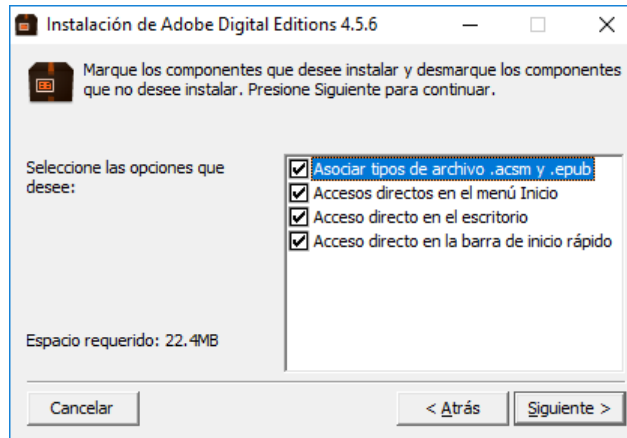 Instalación de Adobe Digital Editions 4.5.6
Marque los componentes que desee instalar y desmarque los componentes
que no desee instalar. Presione Siguiente para continuar.
Seleccione las opciones que
desee:
Asociar tipos de archivo .acsm y .epub
Accesos directos en el menú Inicio
Acceso directo en el escritorio
Acceso directo en la barra de inicio rápido
Espacio requerido: 22.4MB
Cancelar
< Atrás
Siguiente >